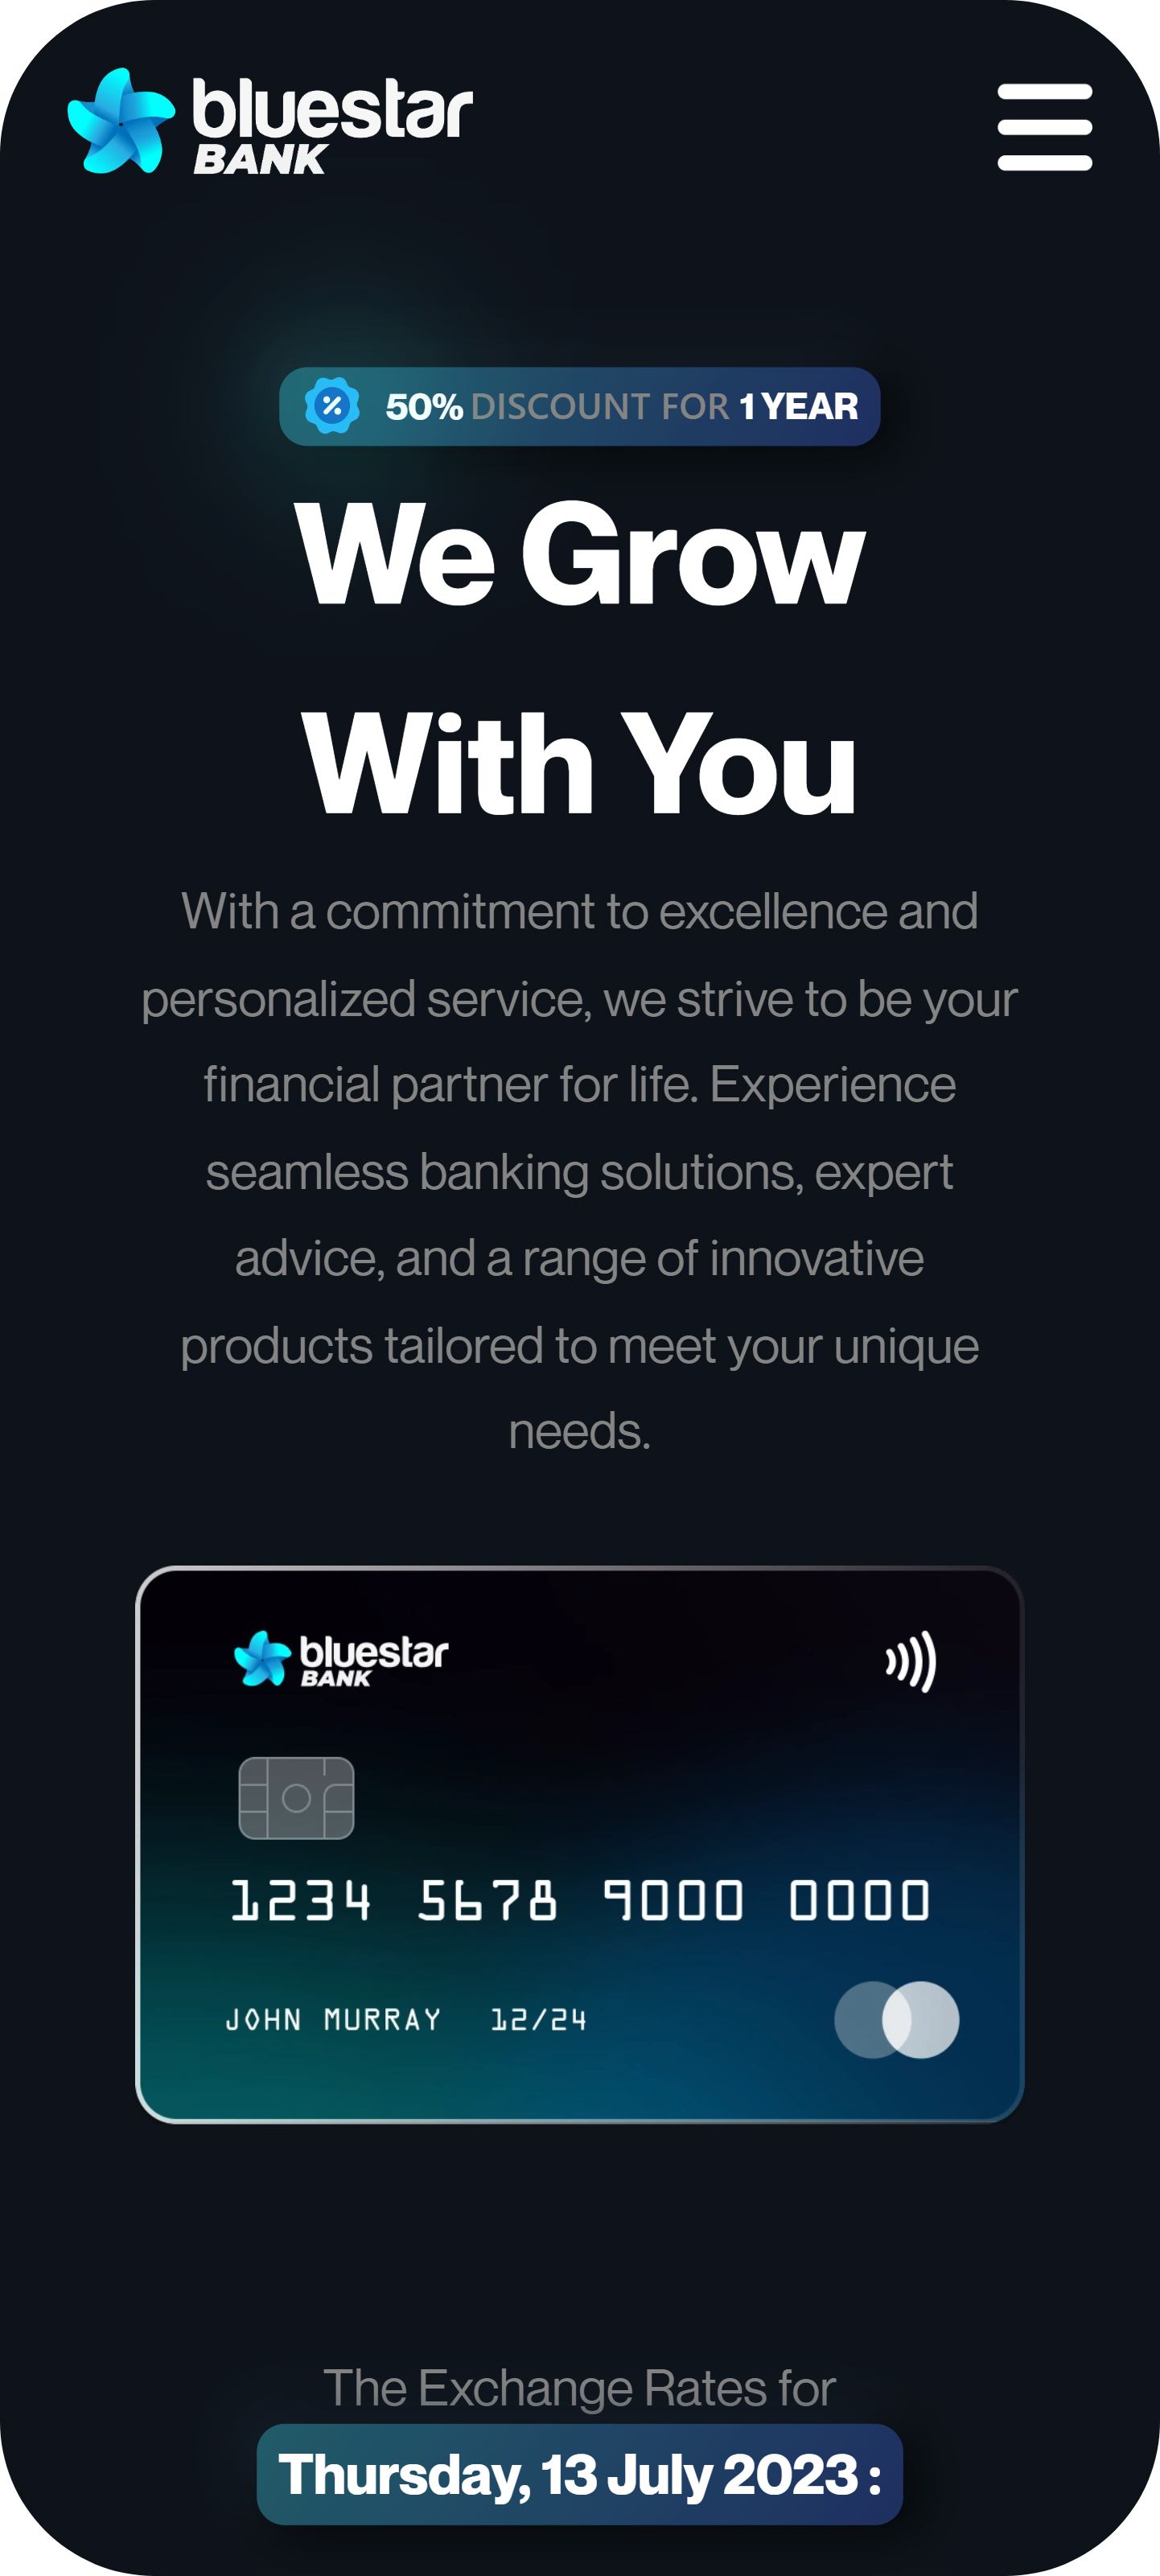 bluestar
BANK
50% DISCOUNT FOR 1 YEAR
We Grow
With You
With a commitment to excellence and
personalized service, we strive to be your
financial partner for life. Experience
seamless banking solutions, expert
advice, and a range of innovative
products tailored to meet your unique
needs.
bluestar
BANK
1234 5678 9000 0000
JOHN MURRAY 12/24
The Exchange Rates for
Thursday, 13 July 2023 :